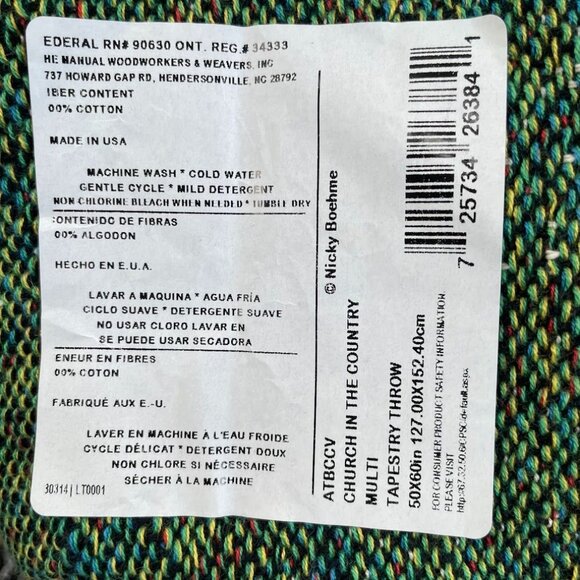 EDERAL RN# 90630 ONT. REG.# 34333
HE MANUAL WOODWORKERS & WEAVERS, INC
737 HOWARD GAP RD, HENDERSONVILLE, NC 28792
IBER CONTENT
00% COTTON
MADE IN USA
MACHINE WASH * COLD WATER
GENTLE CYCLE * MILD DETERGENT
NON CHLORINE BLEACH WHEN NEEDED * TUMBLE DRY
CONTENIDO DE FIBRAS
00% ALGODON
HECHO EN E.U.A.
LAVAR A MAQUINA * AGUA FRÍA
CICLO SUAVE * DETERGENTE SUAVE
NO USAR CLORO LAVAR EN
SE PUEDE USAR SECADORA
ENEUR EN FIBRES
00% COTON
FABRIQUÉ AUX E.-U.
LAVER EN MACHINE À L'EAU FROIDE
CYCLE DÉLICAT * DETERGENT DOUX
NON CHLORE SI NÉCESSAIRE
SÉCHER À LA MACHINE
30314 | LT0001
© Nicky Boehme
ATBCCV
CHURCH IN THE COUNTRY
MULTI
TAPESTRY THROW
50X60in 127.00X152.40cm
FOR CONSUMER PRODUCT SAFETY INFORMATION
PLEASE VISIT
7 25734 26384 1